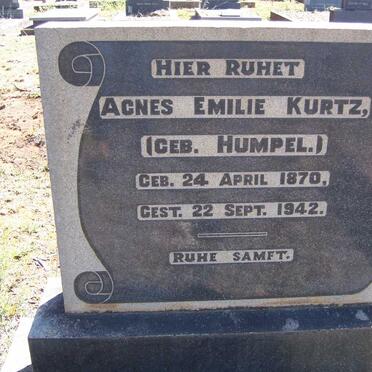 HIER RUHET
AGNES EMILIE KURTZ,
(GEB. HUMPEL.)
GEB. 24 APRIL 1870,
GEST. 22 SEPT. 1942.
RUHE SAMFT.